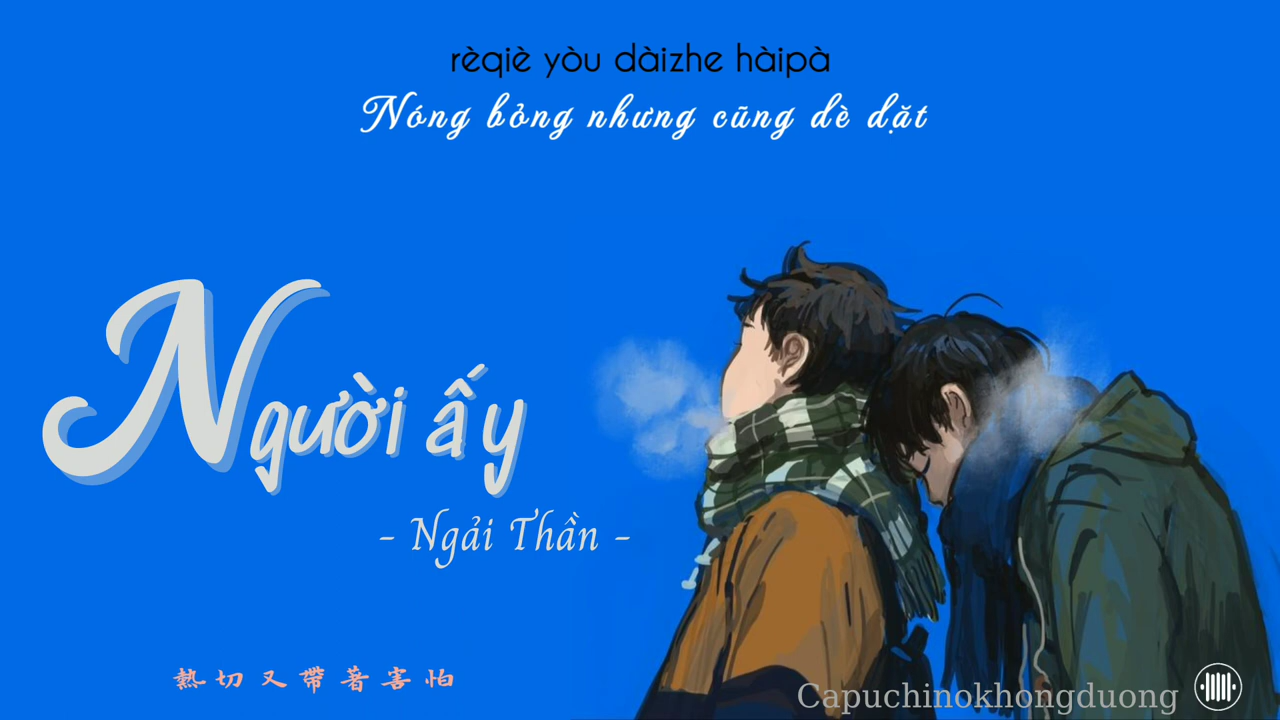 rèqiè yòu dàizhe hàipà
Nóng bỏng nhưng cũng dè dặt
Người ấy
- Ngải Thần -
熱切又帶著害怕
Capuchinokhongduong